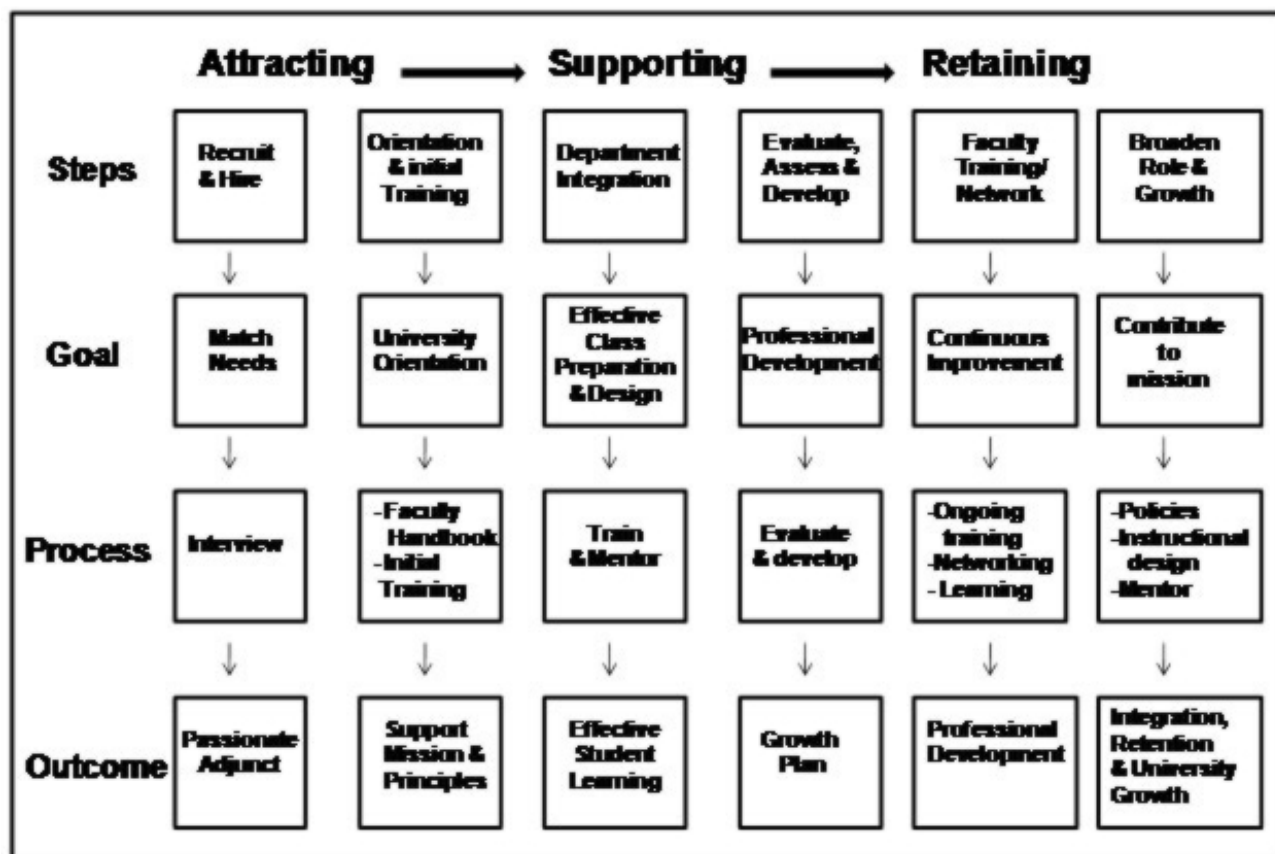 Attracting Supporting Retaining
Steps
Recruit
& Hire
Orientation
& initial
Training
Department
Integration
Evaluate,
Assess &
Develop
Faculty
Training/
Network
Broaden
Role &
Growth
Goal
Match
Needs
University
Orientation
Effective
Class
Preparation
& Design
Professional
Development
Continuous
Improvement
Contribute
to
mission
Process
Interview
-Faculty
Handbook
-Initial
Training
Train
& Mentor
Evaluate
& develop
-Ongoing
training
-Networking
- Learning
-Policies
-Instructional
design
-Mentor
Outcome
Passionate
Adjunct
Support
Mission &
Principles
Effective
Student
Learning
Growth
Plan
Professional
Development
Integration,
Retention
& University
Growth